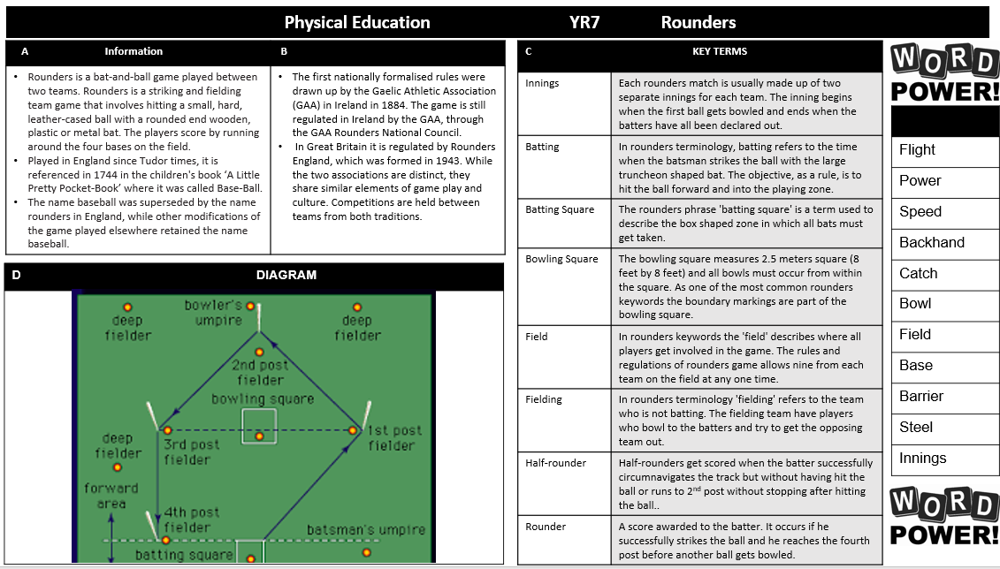 Physical Education YR7 Rounders
A Information
• Rounders is a bat-and-ball game played between
two teams. Rounders is a striking and fielding
team game that involves hitting a small, hard,
leather-cased ball with a rounded end wooden,
plastic or metal bat. The players score by running
around the four bases on the field.
• Played in England since Tudor times, it is
referenced in 1744 in the children's book ‘A Little
Pretty Pocket-Book’ where it was called Base-Ball.
• The name baseball was superseded by the name
rounders in England, while other modifications of
the game played elsewhere retained the name
baseball.
B
• The first nationally formalised rules were
drawn up by the Gaelic Athletic Association
(GAA) in Ireland in 1884. The game is still
regulated in Ireland by the GAA, through
the GAA Rounders National Council.
• In Great Britain it is regulated by Rounders
England, which was formed in 1943. While
the two associations are distinct, they
share similar elements of game play and
culture. Competitions are held between
teams from both traditions.
D DIAGRAM
bowler's
umpire
deep
fielder
deep
fielder
2nd post
fielder
bowling square
3rd post
fielder
1st post
fielder
deep
fielder
forward
area
4th post
fielder
batsman's umpire
batting square
C KEY TERMS
Innings
Each rounders match is usually made up of two
separate innings for each team. The inning begins
when the first ball gets bowled and ends when the
batters have all been declared out.
Batting
In rounders terminology, batting refers to the time
when the batsman strikes the ball with the large
truncheon shaped bat. The objective, as a rule, is to
hit the ball forward and into the playing zone.
Batting Square
The rounders phrase 'batting square' is a term used to
describe the box shaped zone in which all bats must
get taken.
Bowling Square
The bowling square measures 2.5 meters square (8
feet by 8 feet) and all bowls must occur from within
the square. As one of the most common rounders
keywords the boundary markings are part of the
bowling square.
Field
In rounders keywords the 'field' describes where all
players get involved in the game. The rules and
regulations of rounders game allows nine from each
team on the field at any one time.
Fielding
In rounders terminology 'fielding' refers to the team
who is not batting. The fielding team have players
who bowl to the batters and try to get the opposing
team out.
Half-rounder
Half-rounders get scored when the batter successfully
circumnavigates the track but without having hit the
ball or runs to 2nd post without stopping after hitting
the ball..
Rounder
A score awarded to the batter. It occurs if he
successfully strikes the ball and he reaches the fourth
post before another ball gets bowled.
WORD
POWER!
Flight
Power
Speed
Backhand
Catch
Bowl
Field
Base
Barrier
Steel
Innings
WORD
POWER!